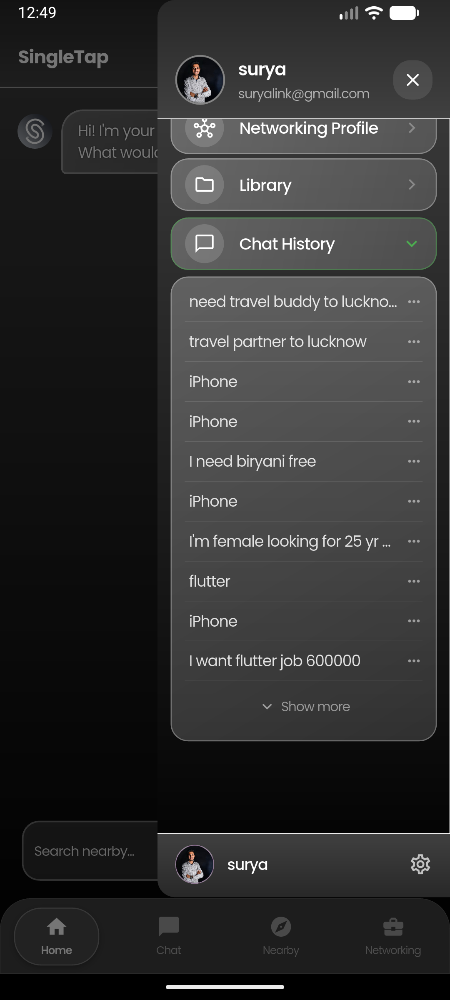 12:49
SingleTap
surya
suryalink@gmail.com
Hi! I'm your
What would
Networking Profile
Library
Chat History
need travel buddy to luckno...
travel partner to lucknow
iPhone
iPhone
I need biryani free
iPhone
I'm female looking for 25 yr ...
flutter
iPhone
I want flutter job 600000
Show more
Search nearby...
surya
Home
Chat
Nearby
Networking